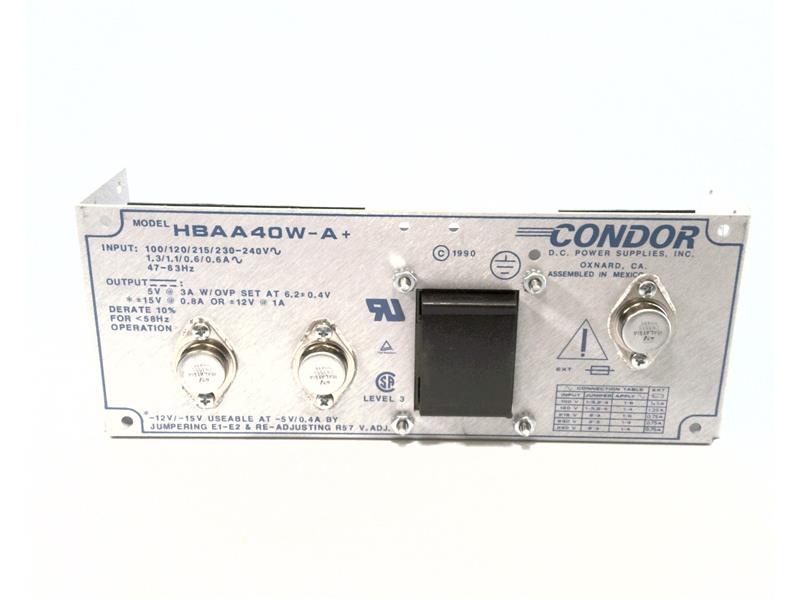 MODEL HBAA40W-A+
INPUT: 100/120/215/230-240V
1.3/1.1/0.6/0.6A
47-63Hz
OUTPUT:
5V @ 3A W/OVP SET AT 6.2±0.4V
*±15V @ 0.8A OR ±12V @ 1A
DERATE 10%
FOR <58Hz
OPERATION
*-12V/-15V USEABLE AT -5V/0.4A BY
JUMPERING E1-E2 & RE-ADJUSTING R57 V.ADJ.
© 1990
LEVEL 3
CONDOR
D.C. POWER SUPPLIES, INC.
OXNARD, CA.
ASSEMBLED IN MEXICO
EXT
CONNECTION TABLE EXT
INPUT JUMPER APPLY